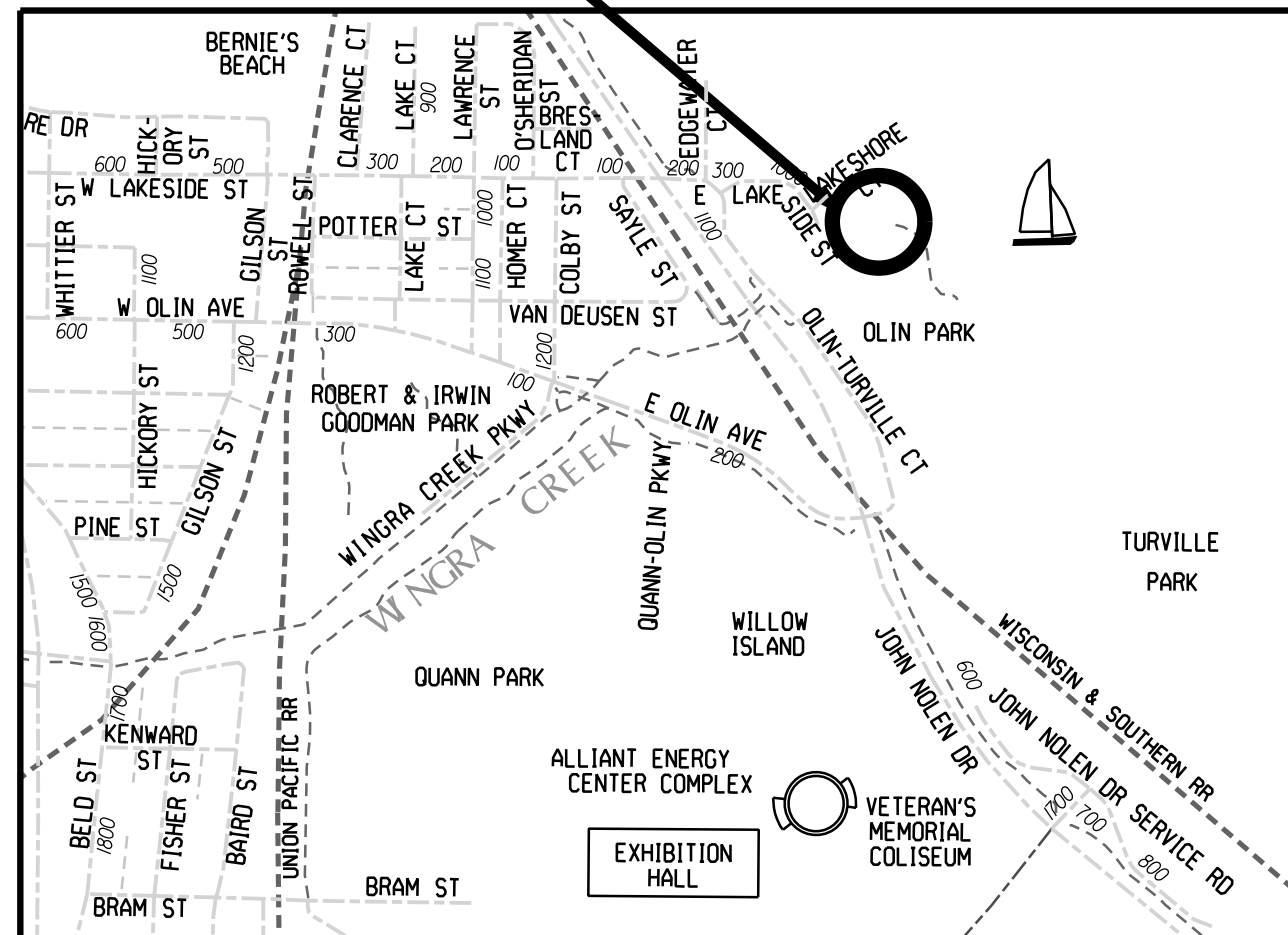 BERNIE'S
BEACH
CLARENCE CT
LAKE CT
900
LAWRENCE
ST
O'SHERIDAN
ST
BRES-
LAND
CT
EDGEWATER
CT
LAKESHORE
CT
RE DR
HICK-
ORY
ST
600
500
300
200
100
100
200
300
1000
W LAKESIDE ST
E LAKE
SIDE ST
WHITTIER ST
GILSON
ST
ROWELL ST
POTTER ST
LAKE CT
1000
1100
HOMER CT
COLBY ST
SAYLE ST
1100
1100
W OLIN AVE
600
500
300
VAN DEUSEN ST
1200
1200
OLIN PARK
OLIN-TURVILLE CT
HICKORY ST
GILSON ST
ROBERT & IRWIN
GOODMAN PARK
100
E OLIN AVE
200
WINGRA CREEK PKWY
WINGRA CREEK
QUANN-OLIN PKWY
PINE ST
1500
1500
1600
TURVILLE
PARK
WILLOW
ISLAND
QUANN PARK
JOHN NOLEN DR
600
WISCONSIN & SOUTHERN RR
JOHN NOLEN DR SERVICE RD
1700
KENWARD
ST
BELD ST
1800
FISHER ST
BAIRD ST
UNION PACIFIC RR
ALLIANT ENERGY
CENTER COMPLEX
VETERAN'S
MEMORIAL
COLISEUM
EXHIBITION
HALL
700
800
BRAM ST
BRAM ST